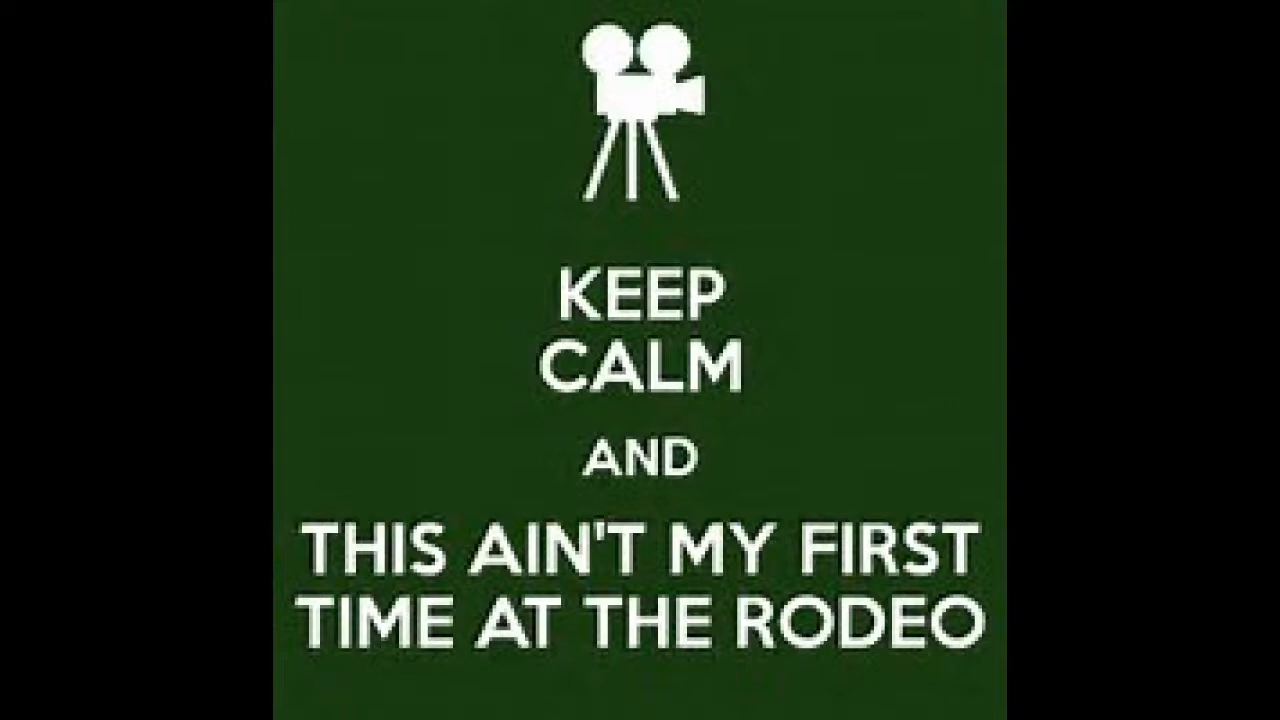 KEEP
CALM
AND
THIS AIN'T MY FIRST
TIME AT THE RODEO